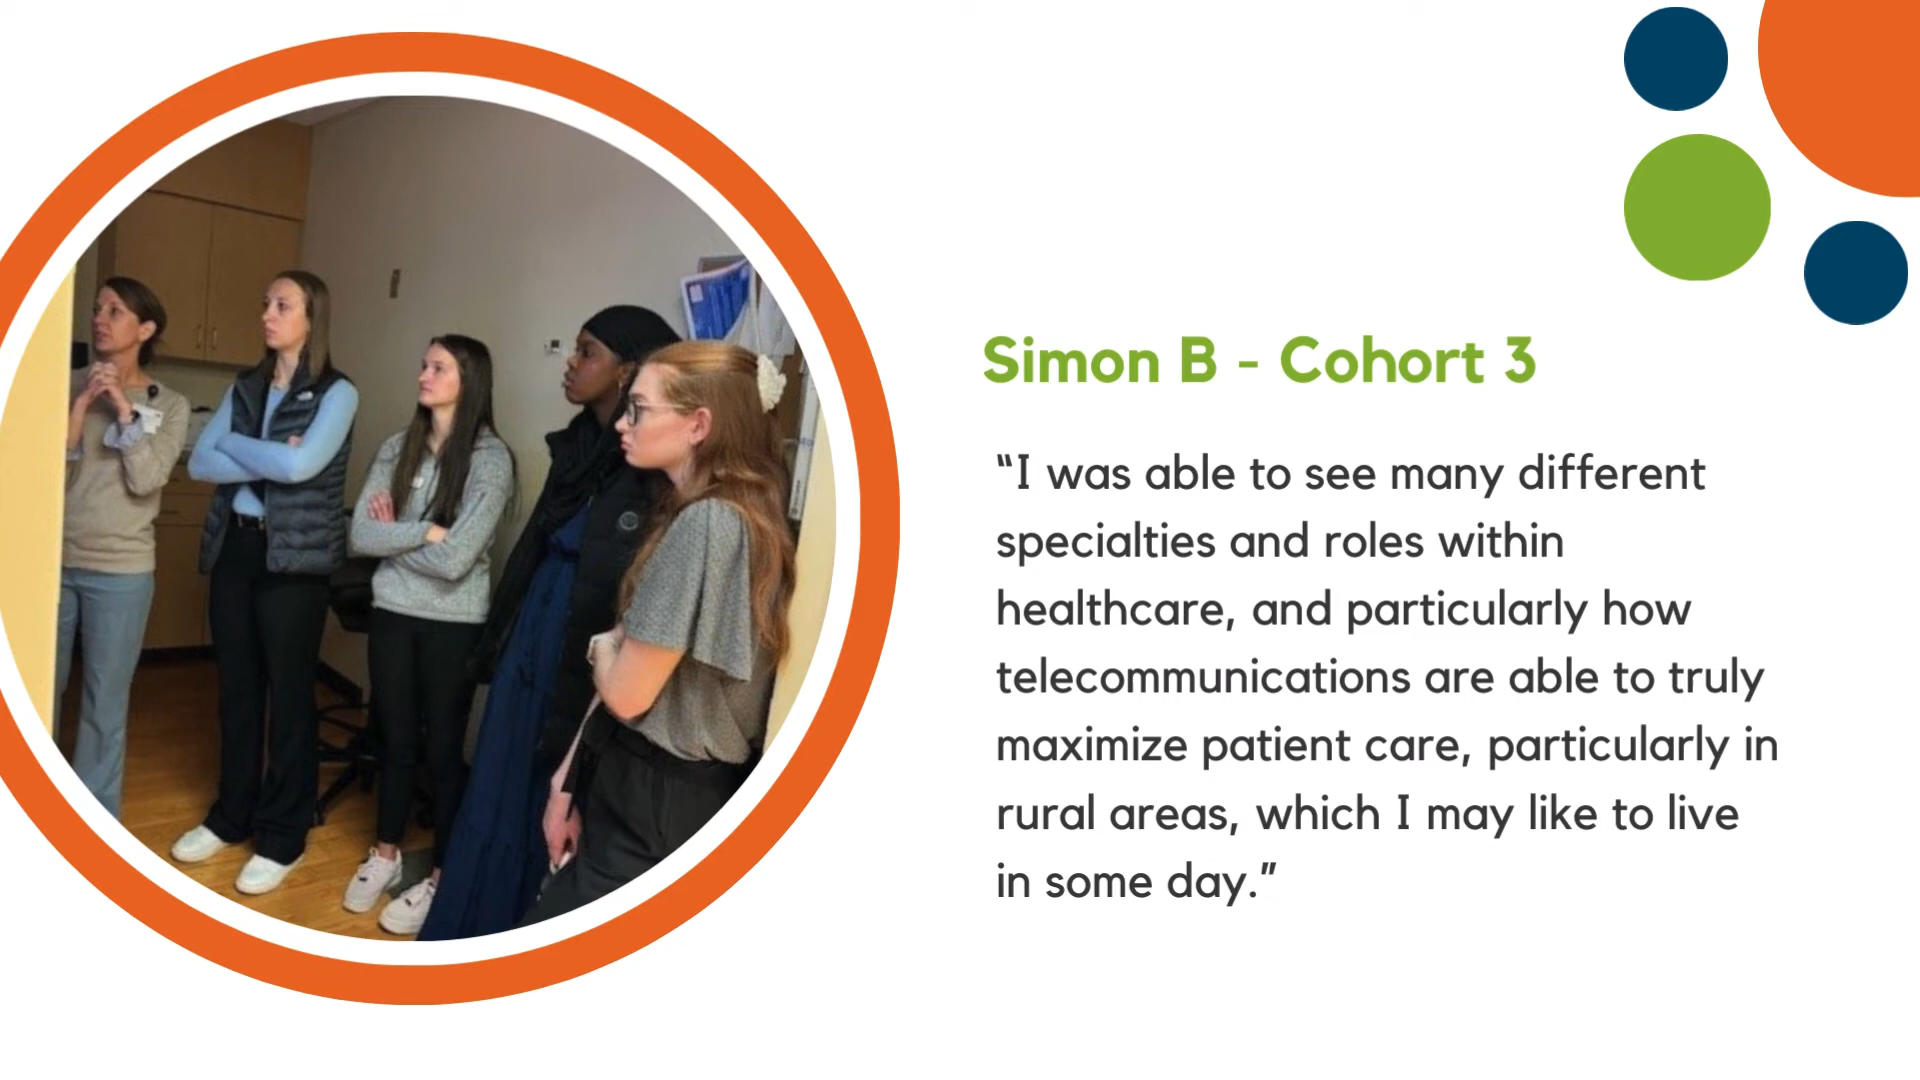 Simon B - Cohort 3
“I was able to see many different
specialties and roles within
healthcare, and particularly how
telecommunications are able to truly
maximize patient care, particularly in
rural areas, which I may like to live
in some day.”